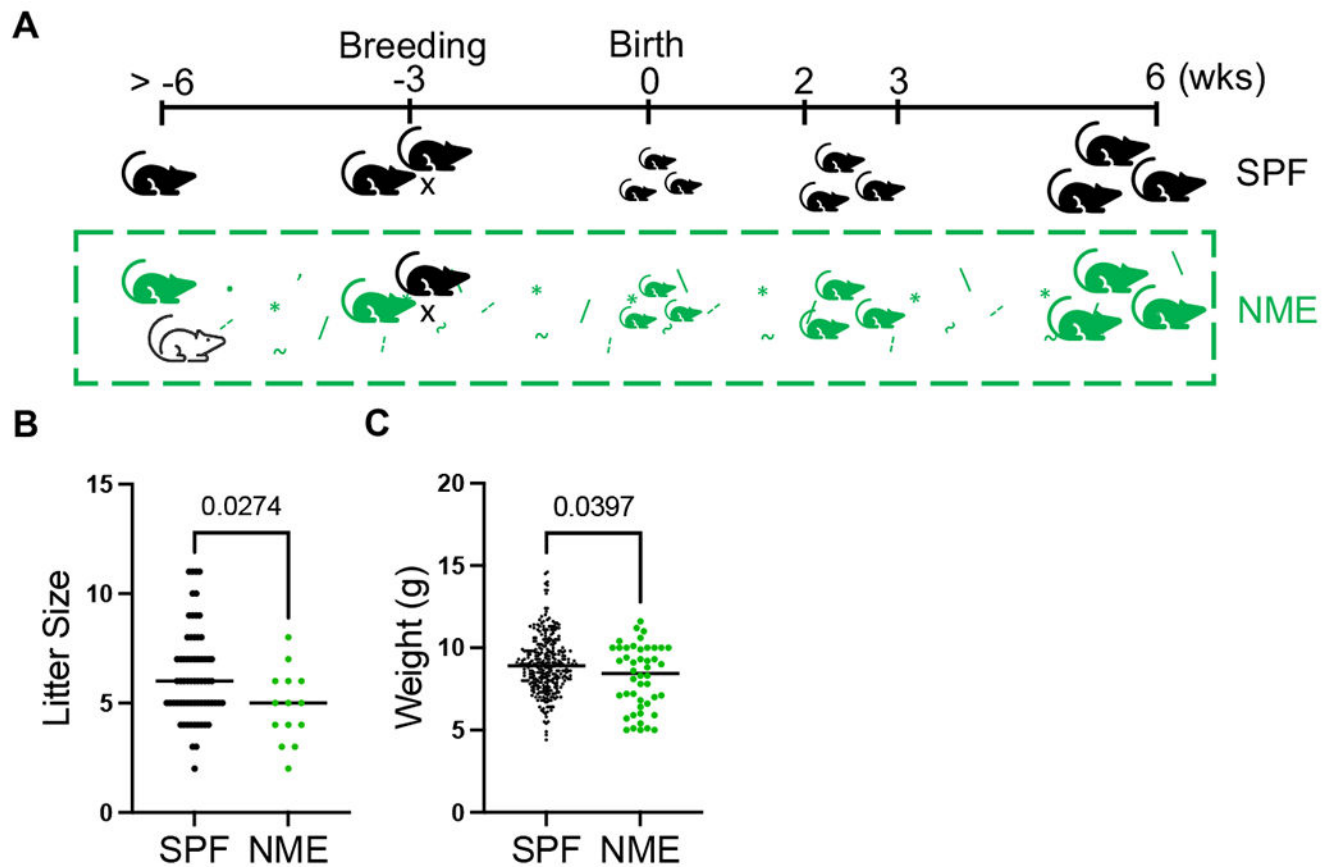 A
Breeding Birth
> -6 -3 0 2 3 6 (wks)
SPF
x
NME
x
B
C
15
10
5
0
Litter Size
0.0274
SPF NME
20
15
10
5
0
Weight (g)
0.0397
SPF NME